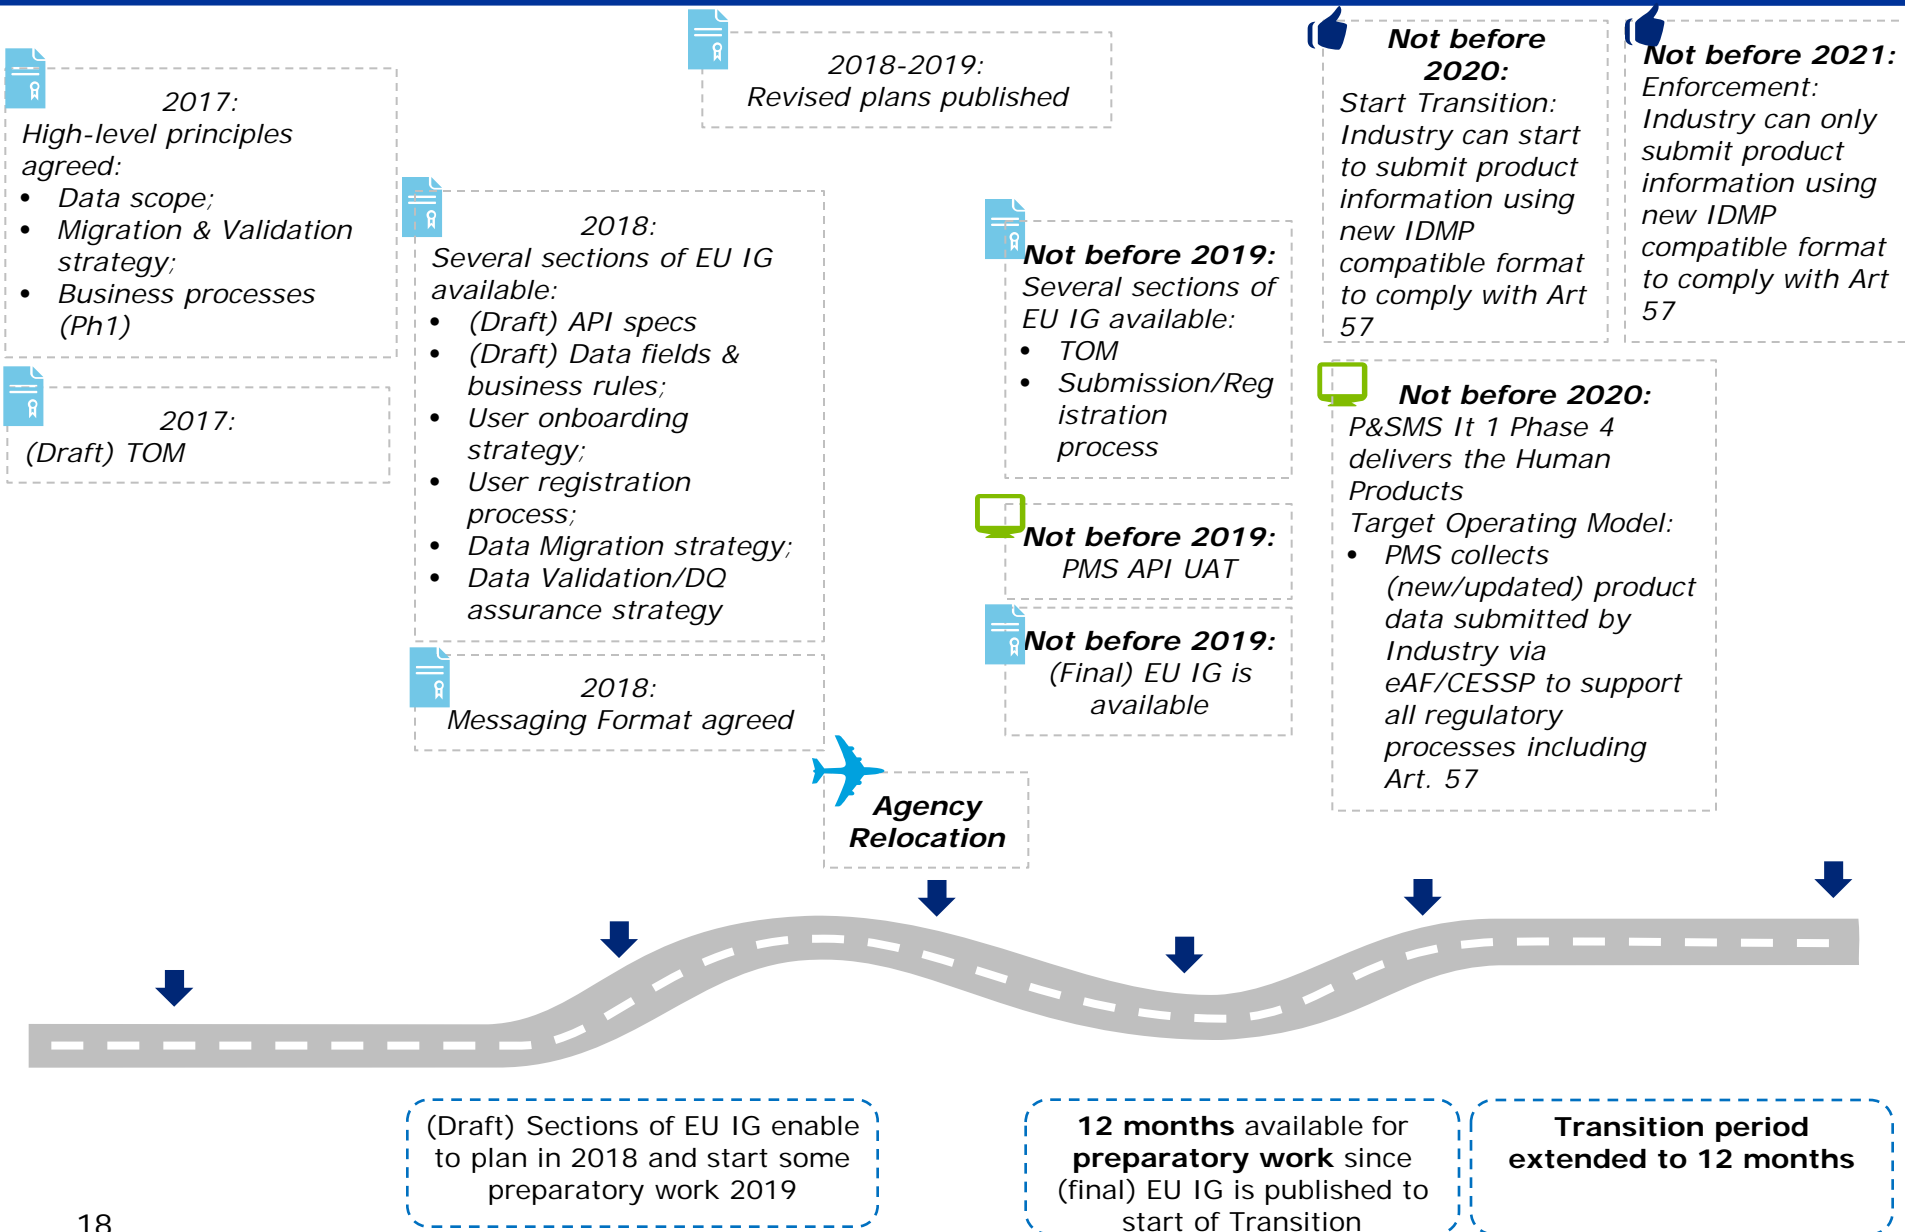 2017:
High-level principles
agreed:
• Data scope;
• Migration & Validation
strategy;
• Business processes
(Ph1)
2017:
(Draft) TOM
2018-2019:
Revised plans published
2018:
Several sections of EU IG
available:
• (Draft) API specs
• (Draft) Data fields &
business rules;
• User onboarding
strategy;
• User registration
process;
• Data Migration strategy;
• Data Validation/DQ
assurance strategy
2018:
Messaging Format agreed
Agency
Relocation
Not before 2019:
Several sections of
EU IG available:
• TOM
• Submission/Reg
istration
process
Not before 2019:
PMS API UAT
Not before 2019:
(Final) EU IG is
available
Not before
2020:
Start Transition:
Industry can start
to submit product
information using
new IDMP
compatible format
to comply with Art
57
Not before 2021:
Enforcement:
Industry can only
submit product
information using
new IDMP
compatible format
to comply with Art
57
Not before 2020:
P&SMS It 1 Phase 4
delivers the Human
Products
Target Operating Model:
• PMS collects
(new/updated) product
data submitted by
Industry via
eAF/CESSP to support
all regulatory
processes including
Art. 57
(Draft) Sections of EU IG enable
to plan in 2018 and start some
preparatory work 2019
12 months available for
preparatory work since
(final) EU IG is published to
start of Transition
Transition period
extended to 12 months
18